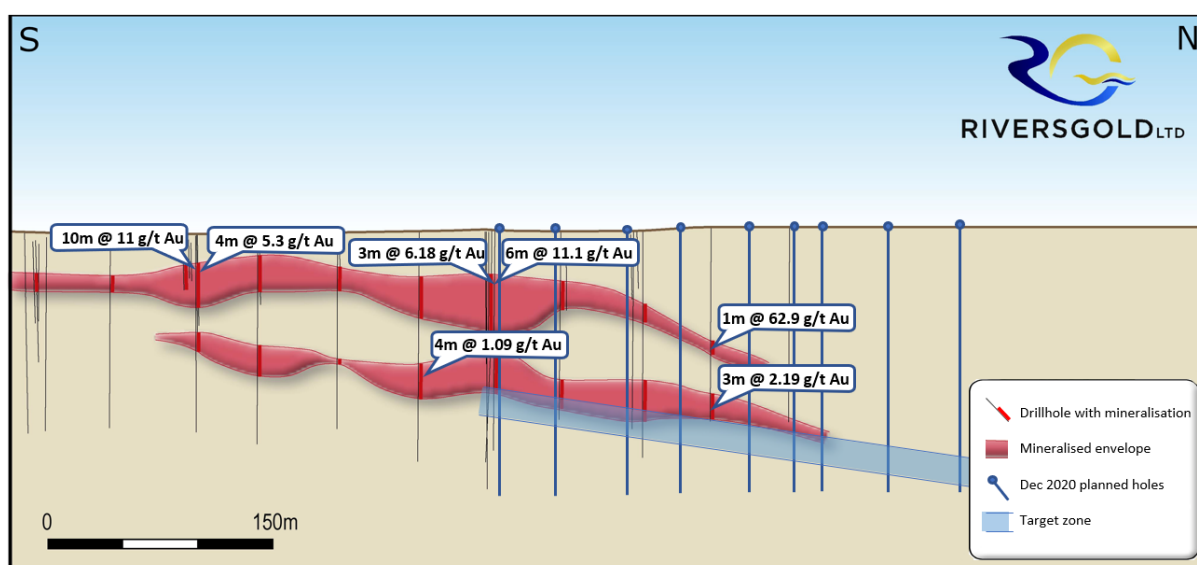 S
N
RIVERSGOLD LTD
10m @ 11 g/t Au
4m @ 5.3 g/t Au
3m @ 6.18 g/t Au
6m @ 11.1 g/t Au
1m @ 62.9 g/t Au
4m @ 1.09 g/t Au
3m @ 2.19 g/t Au
Drillhole with mineralisation
Mineralised envelope
Dec 2020 planned holes
Target zone
0
150m